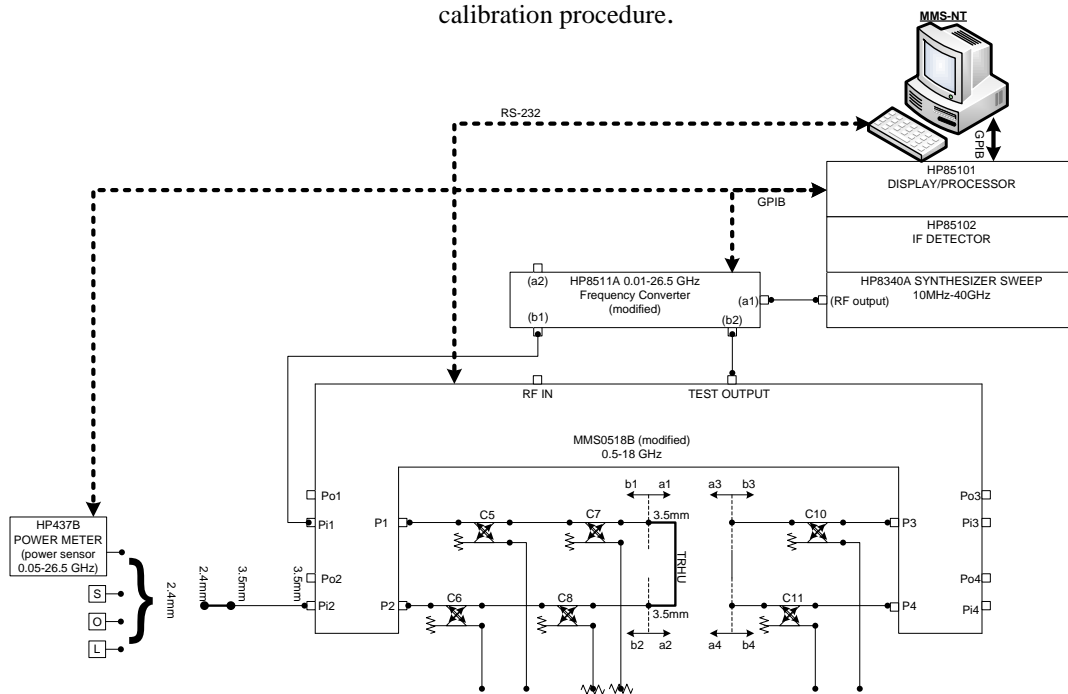 calibration procedure.
MMS-NT
RS-232
GPIB
HP85101
DISPLAY/PROCESSOR
GPIB
HP85102
IF DETECTOR
HP8511A 0.01-26.5 GHz
Frequency Converter
(modified)
(a2)
(a1)
(b1)
(b2)
HP8340A SYNTHESIZER SWEEP
10MHz-40GHz
(RF output)
RF IN
TEST OUTPUT
MMS0518B (modified)
0.5-18 GHz
b1
a1
a3
b3
Po1
Pi1
P1
C5
C7
3.5mm
C10
P3
Po3
Pi3
HP437B
POWER METER
(power sensor
0.05-26.5 GHz)
S
O
L
2.4mm
2.4mm
3.5mm
3.5mm
TRHU
Po2
Pi2
P2
C6
C8
3.5mm
C11
P4
Po4
Pi4
b2
a2
a4
b4